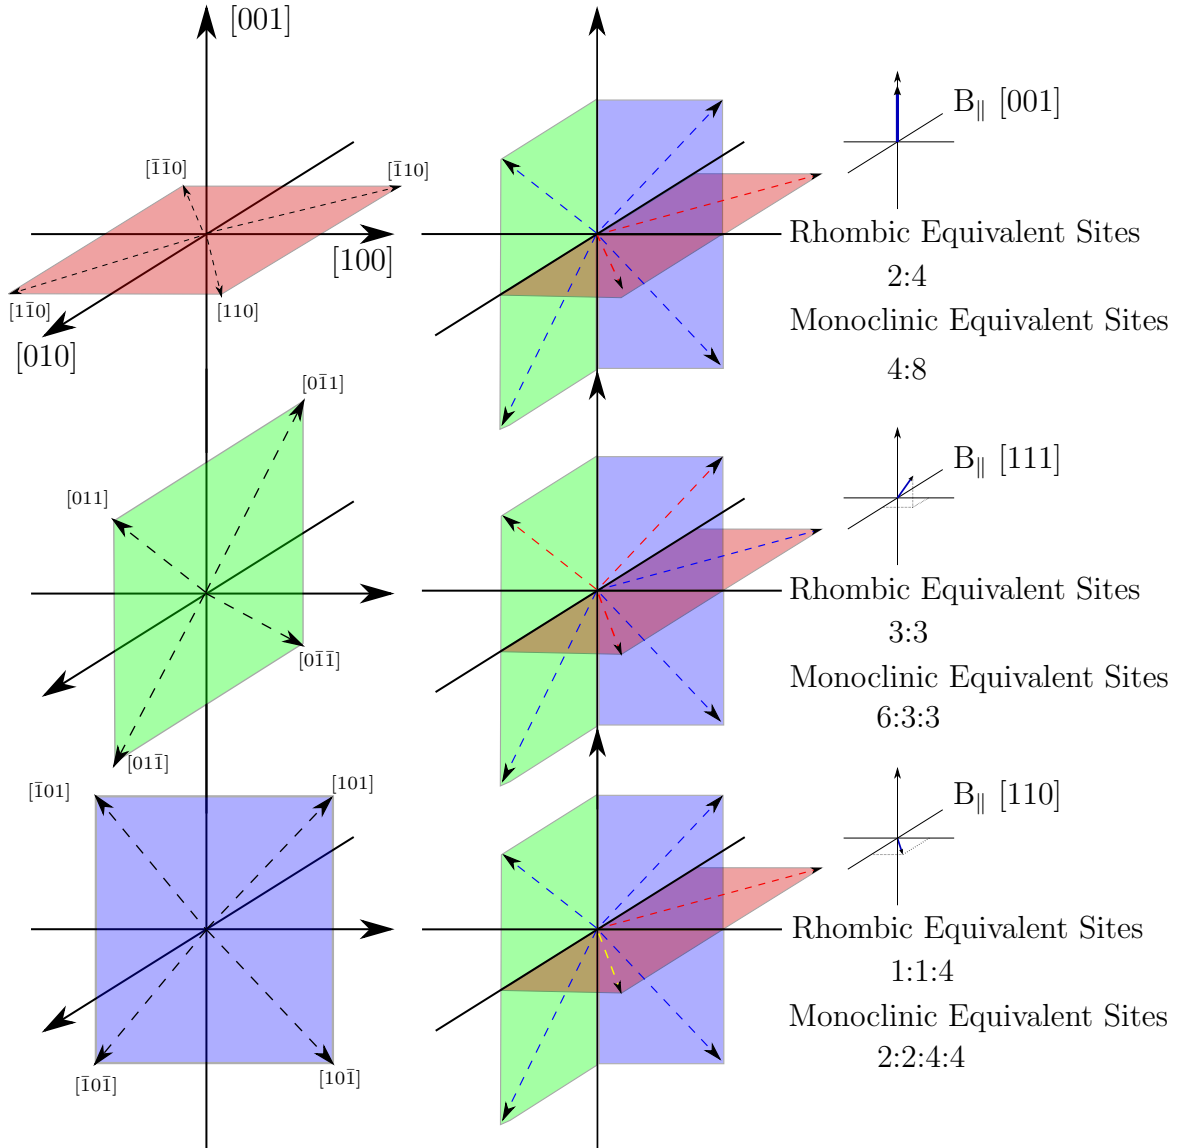 [001]
[1̄1̄0]
[1̄10]
[100]
[11̄0]
[110]
[010]
B∥ [001]
Rhombic Equivalent Sites
2:4
Monoclinic Equivalent Sites
4:8
[01̄1]
[011]
[01̄1̄]
[011̄]
B∥ [111]
Rhombic Equivalent Sites
3:3
Monoclinic Equivalent Sites
6:3:3
[1̄01]
[101]
[1̄01̄]
[101̄]
B∥ [110]
Rhombic Equivalent Sites
1:1:4
Monoclinic Equivalent Sites
2:2:4:4